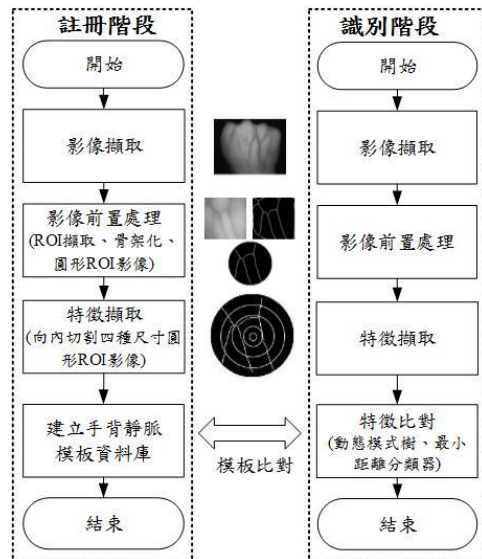 註冊階段
開始
影像擷取
影像前置處理
(ROI擷取、骨架化、
圓形ROI影像)
特徵擷取
(向內切割四種尺寸圓
形ROI影像)
建立手背靜脈
模板資料庫
結束
模板比對
識別階段
開始
影像擷取
影像前置處理
特徵擷取
特徵比對
(動態模式樹、最小
距離分類器)
結束